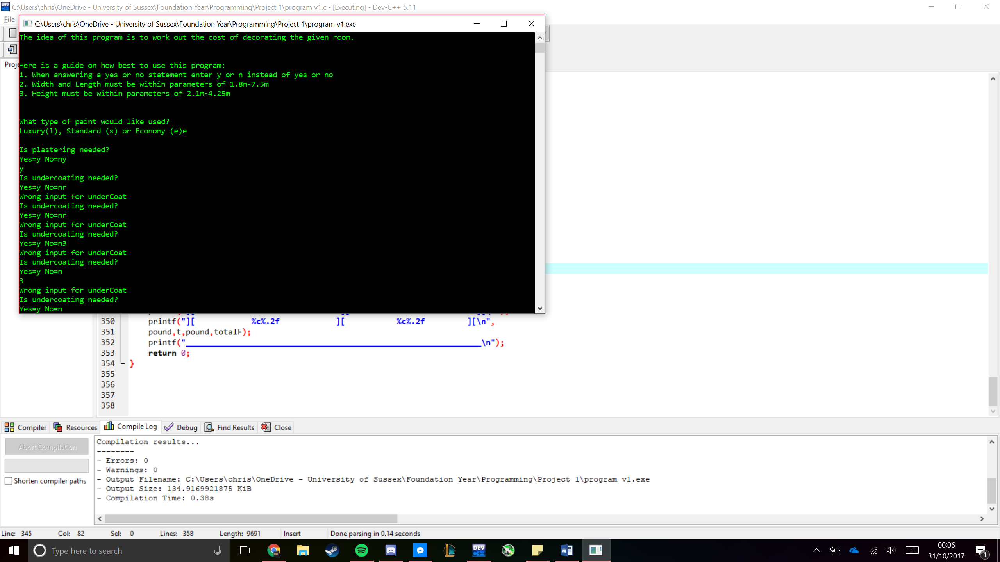 C:\Users\chris\OneDrive - University of Sussex\Foundation Year\Programming\Project 1\program v1.c - [Executing] - Dev-C++ 5.11
File
C:\Users\chris\OneDrive - University of Sussex\Foundation Year\Programming\Project 1\program v1.exe
The idea of this program is to work out the cost of decorating the given room.
Proje
Here is a guide on how best to use this program:
1. When answering a yes or no statement enter y or n instead of yes or no
2. Width and Length must be within parameters of 1.8m-7.5m
3. Height must be within parameters of 2.1m-4.25m
What type of paint would like used?
Luxury(l), Standard (s) or Economy (e)e
Is plastering needed?
Yes=y No=ny
y
Is undercoating needed?
Yes=y No=nr
Wrong input for underCoat
Is undercoating needed?
Yes=y No=nr
Wrong input for underCoat
Is undercoating needed?
Yes=y No=n3
Wrong input for underCoat
Is undercoating needed?
Yes=y No=n
3
Wrong input for underCoat
Is undercoating needed?
Yes=y No=n
350 printf("][ %c%.2f ][ %c%.2f ][\n",
351 pound,t,pound,totalF);
352 printf("_______________________________________________________________\n");
353 return 0;
354 }
355
356
357
358
Compiler Resources Compile Log Debug Find Results Close
Abort Compilation
Shorten compiler paths
Compilation results...
--------
- Errors: 0
- Warnings: 0
- Output Filename: C:\Users\chris\OneDrive - University of Sussex\Foundation Year\Programming\Project 1\program v1.exe
- Output Size: 134.9169921875 KiB
- Compilation Time: 0.38s
Line: 345 Col: 82 Sel: 0 Lines: 358 Length: 9691 Insert Done parsing in 0.14 seconds
Type here to search
DEV C++
00:06
31/10/2017
1